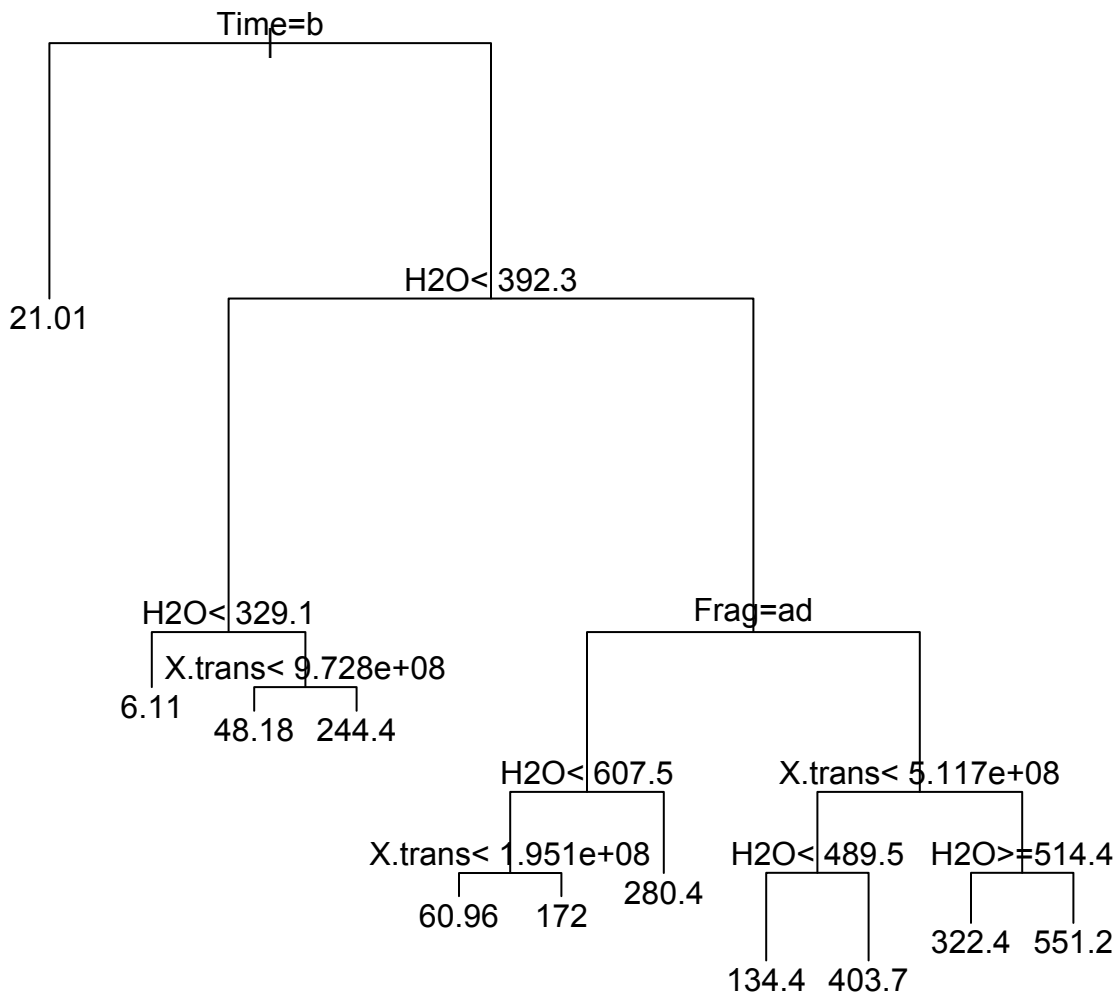 Time=b
H2O< 392.3
21.01
H2O< 329.1
Frag=ad
X.trans< 9.728e+08
6.11
48.18
244.4
H2O< 607.5
X.trans< 5.117e+08
X.trans< 1.951e+08
H2O< 489.5
H2O>=514.4
280.4
60.96
172
322.4
551.2
134.4
403.7